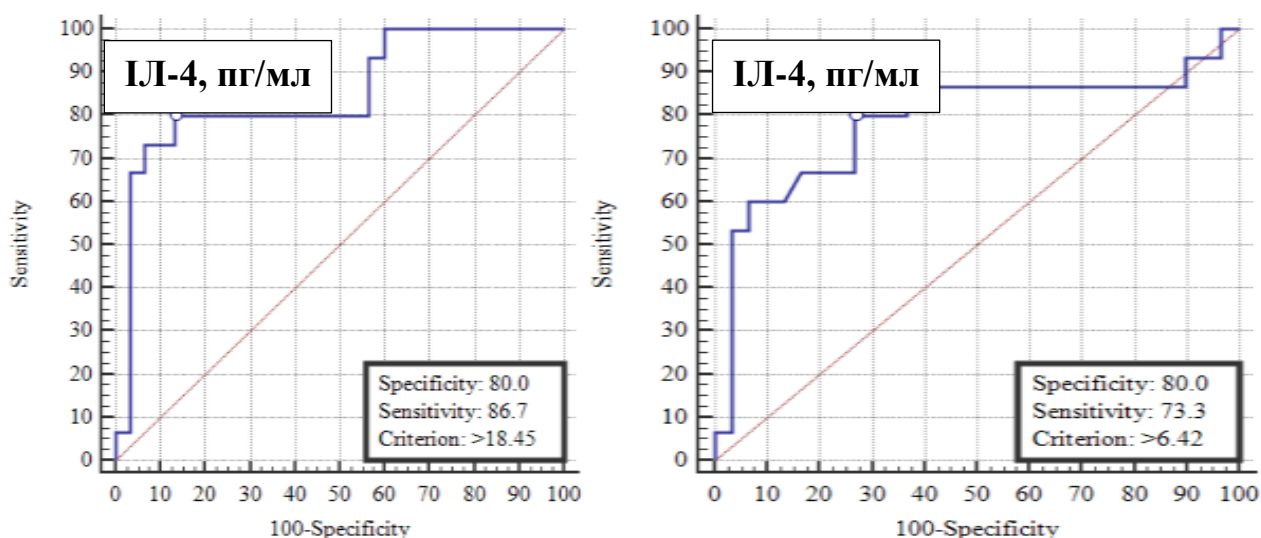 ІЛ-4, пг/мл
Sensitivity
100
90
80
70
60
50
40
30
20
10
0
Specificity: 80.0
Sensitivity: 86.7
Criterion: >18.45
0 10 20 30 40 50 60 70 80 90 100
100-Specificity
ІЛ-4, пг/мл
Sensitivity
100
90
80
70
60
50
40
30
20
10
0
Specificity: 80.0
Sensitivity: 73.3
Criterion: >6.42
0 10 20 30 40 50 60 70 80 90 100
100-Specificity